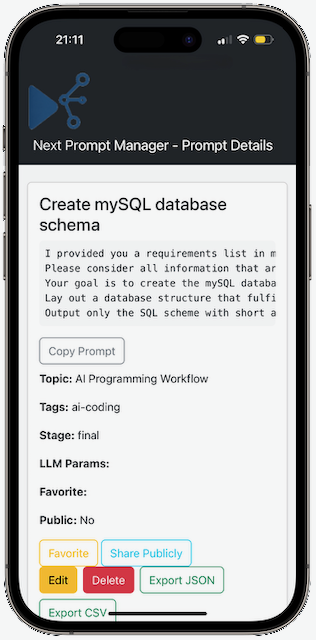 21:11
Next Prompt Manager - Prompt Details
Create mySQL database
schema
I provided you a requirements list in m
Please consider all information that ar
Your goal is to create the mySQL databa
Lay out a database structure that fulfi
Output only the SQL scheme with short a
Copy Prompt
Topic: AI Programming Workflow
Tags: ai-coding
Stage: final
LLM Params:
Favorite:
Public: No
Favorite Share Publicly
Edit Delete Export JSON
Export CSV